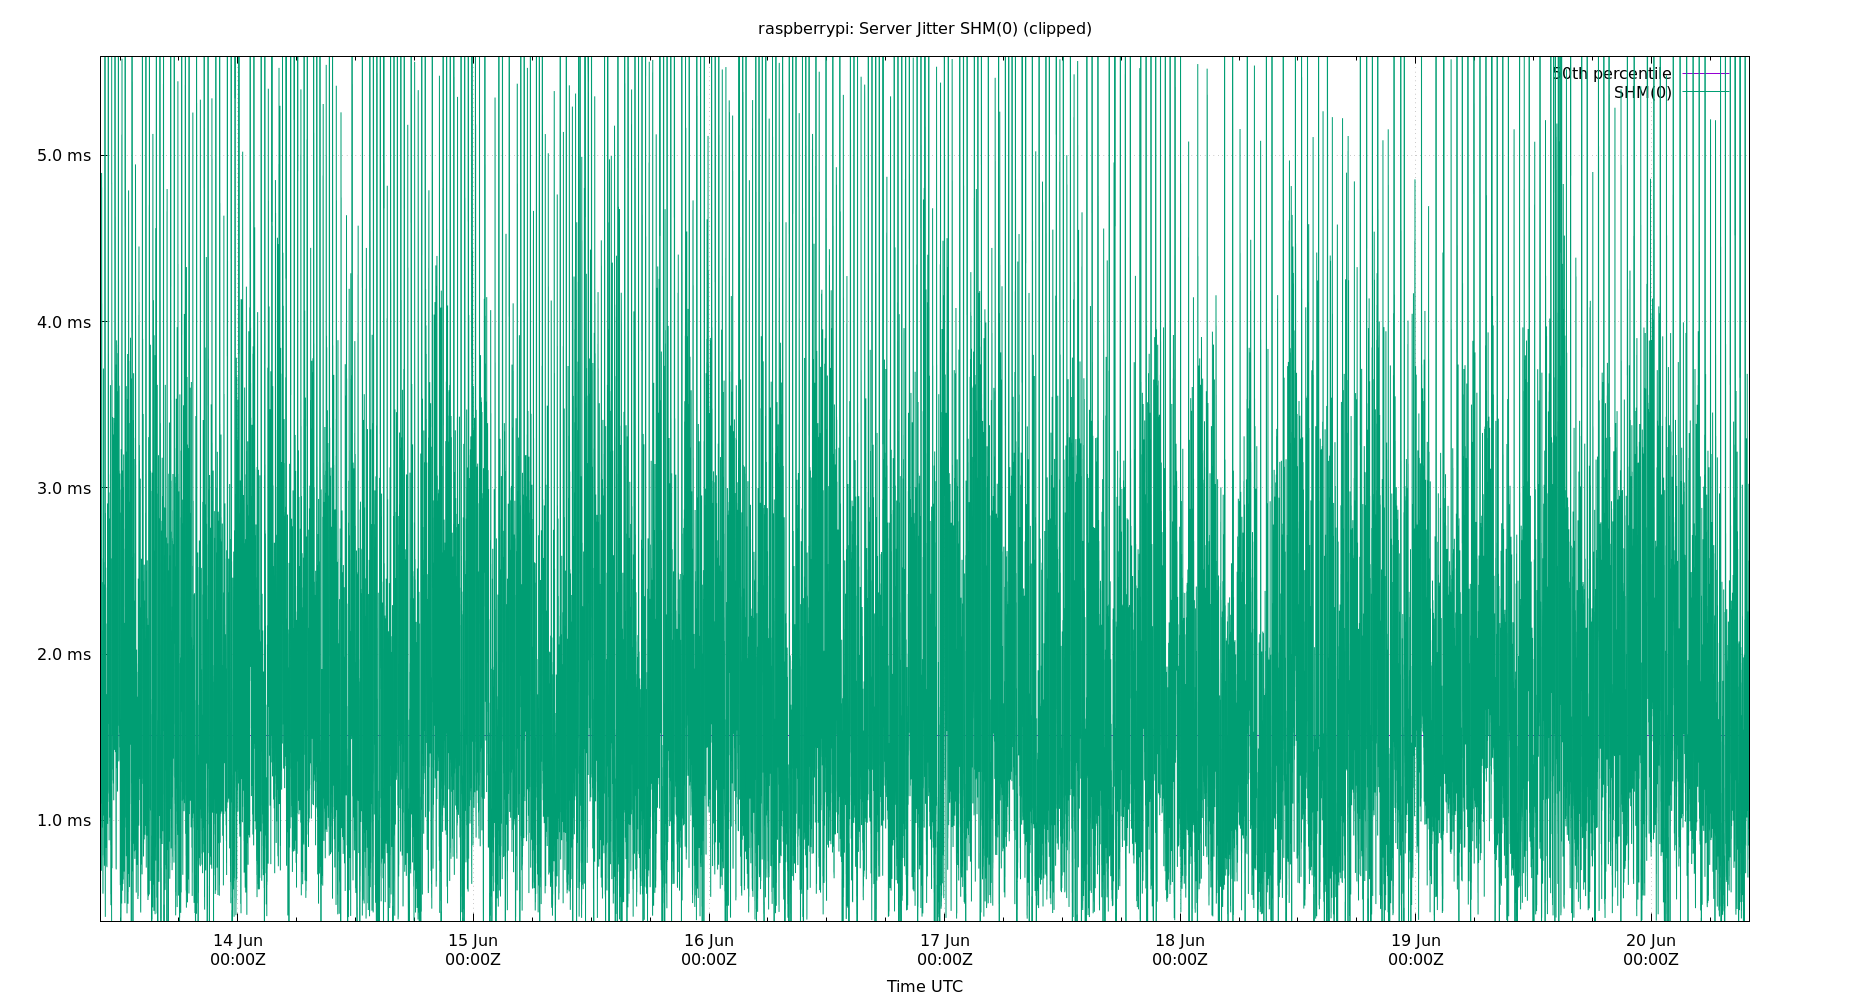 raspberrypi: Server Jitter SHM(0) (clipped)
50th percentile
SHM(0)
5.0 ms
4.0 ms
3.0 ms
2.0 ms
1.0 ms
14 Jun 15 Jun 16 Jun 17 Jun 18 Jun 19 Jun 20 Jun
00:00Z 00:00Z 00:00Z 00:00Z 00:00Z 00:00Z 00:00Z
Time UTC